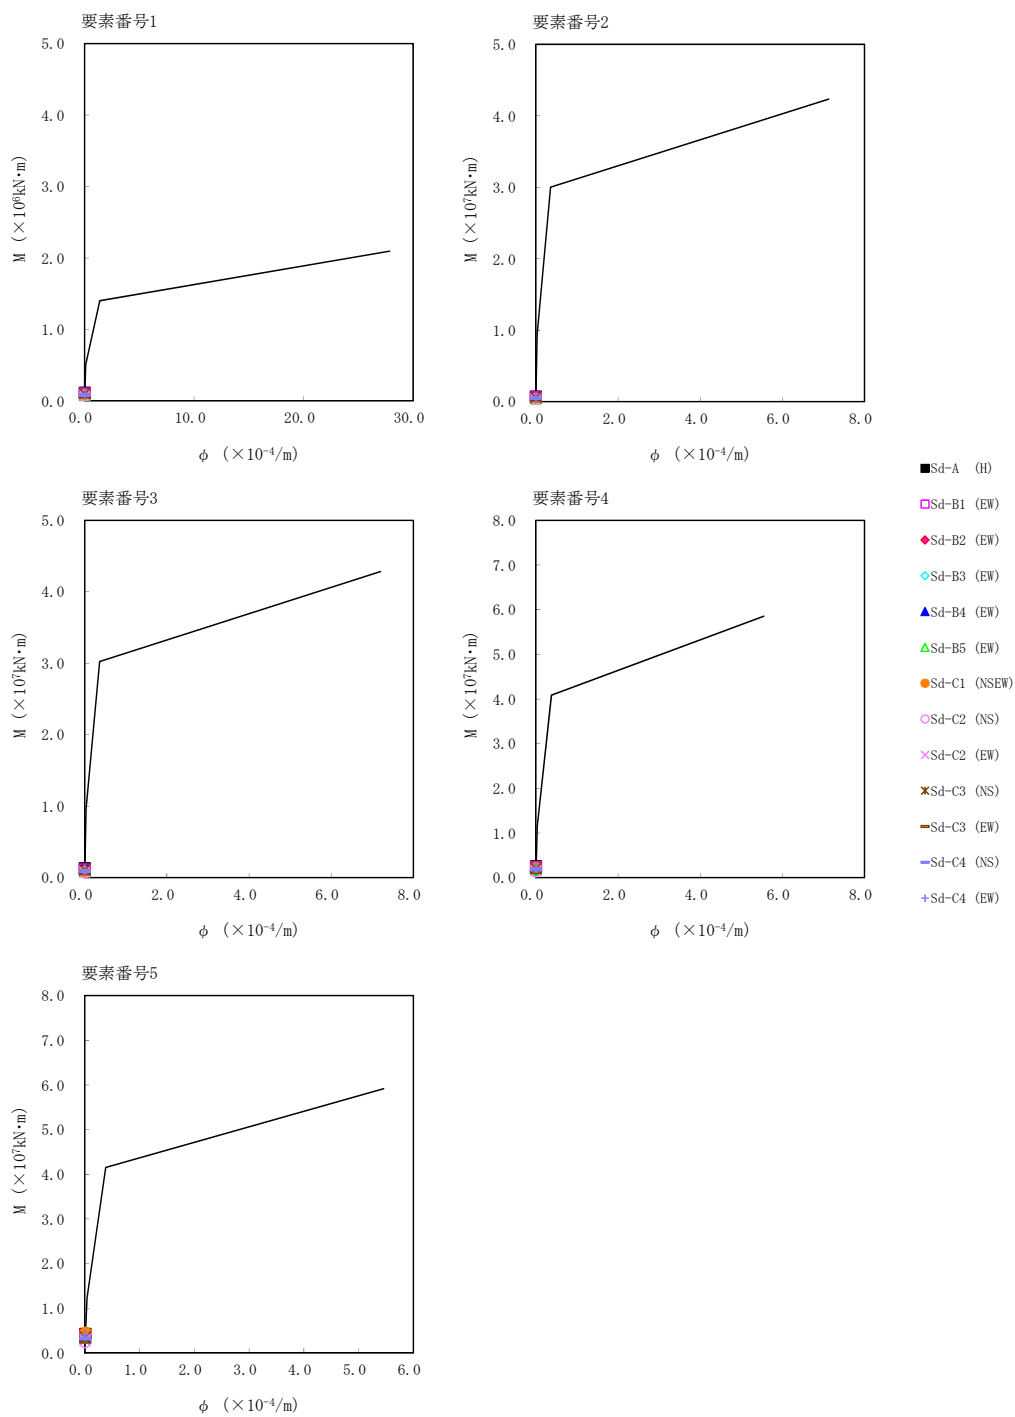 要素番号1
5.0
4.0
3.0
2.0
1.0
0.0
M (×10⁶kN・m)
0.0 10.0 20.0 30.0
φ (×10⁻⁴/m)
要素番号2
5.0
4.0
3.0
2.0
1.0
0.0
M (×10⁷kN・m)
0.0 2.0 4.0 6.0 8.0
φ (×10⁻⁴/m)
要素番号3
5.0
4.0
3.0
2.0
1.0
0.0
M (×10⁷kN・m)
0.0 2.0 4.0 6.0 8.0
φ (×10⁻⁴/m)
要素番号4
8.0
7.0
6.0
5.0
4.0
3.0
2.0
1.0
0.0
M (×10⁷kN・m)
0.0 2.0 4.0 6.0 8.0
φ (×10⁻⁴/m)
Sd-A (H)
Sd-B1 (EW)
Sd-B2 (EW)
Sd-B3 (EW)
Sd-B4 (EW)
Sd-B5 (EW)
Sd-C1 (NSEW)
Sd-C2 (NS)
Sd-C2 (EW)
Sd-C3 (NS)
Sd-C3 (EW)
Sd-C4 (NS)
Sd-C4 (EW)
要素番号5
8.0
7.0
6.0
5.0
4.0
3.0
2.0
1.0
0.0
M (×10⁷kN・m)
0.0 1.0 2.0 3.0 4.0 5.0 6.0
φ (×10⁻⁴/m)